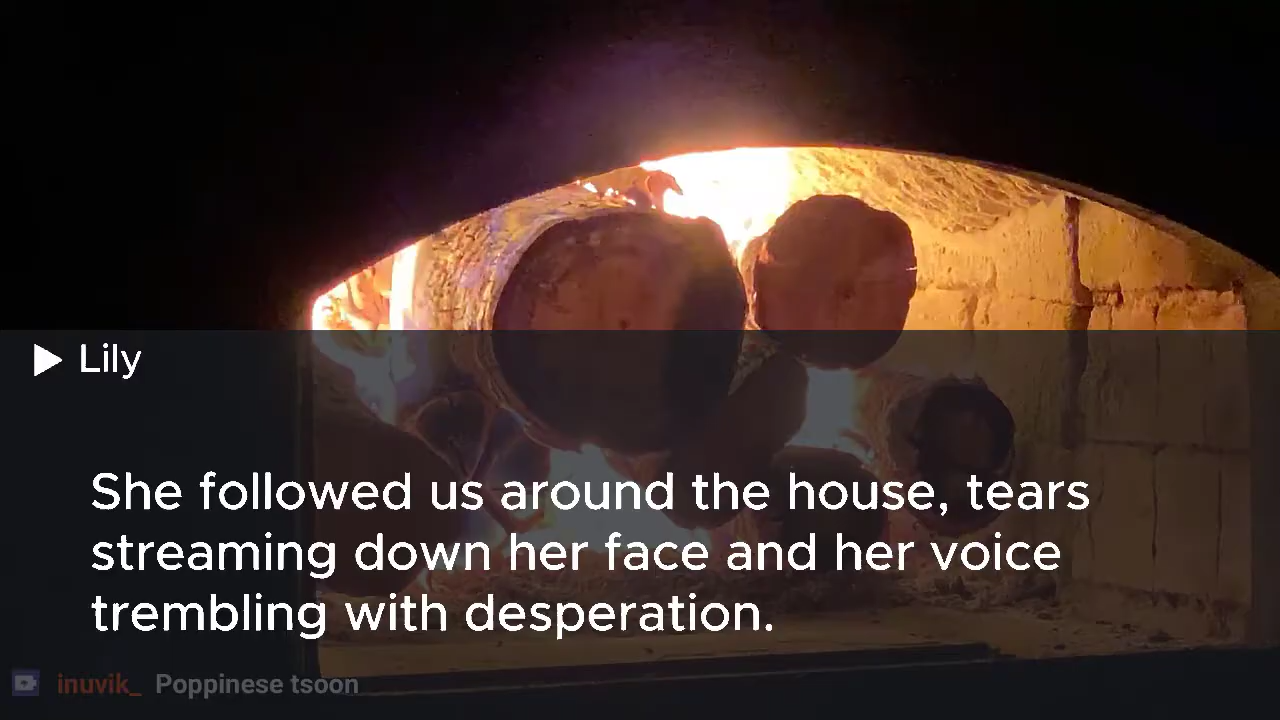 Lily
She followed us around the house, tears
streaming down her face and her voice
trembling with desperation.
inuvik_ Poppinese tsoon